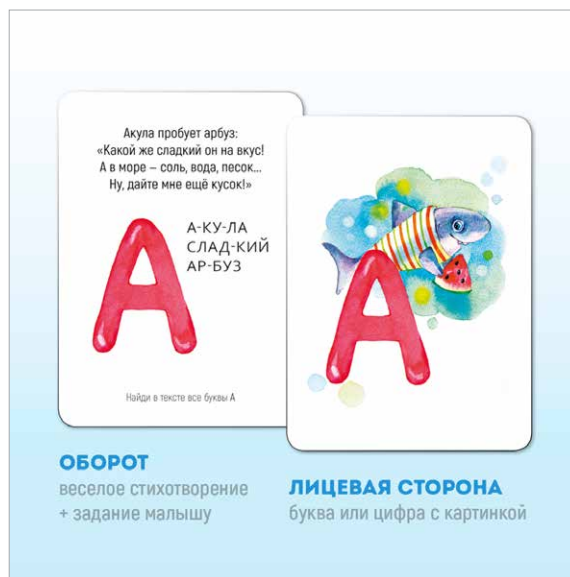 Акула пробует арбуз:
«Какой же сладкий он на вкус!
А в море – соль, вода, песок...
Ну, дайте мне ещё кусок!»
А
А-КУ-ЛА
СЛАД-КИЙ
АР-БУЗ
Найди в тексте все буквы А
А
ОБОРОТ
веселое стихотворение
+ задание малышу
ЛИЦЕВАЯ СТОРОНА
буква или цифра с картинкой